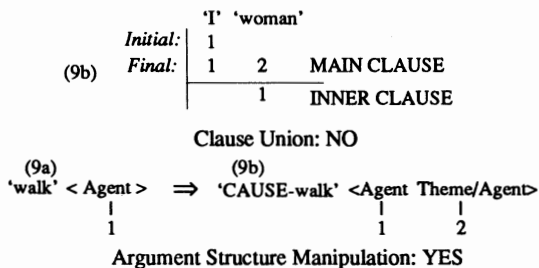 ‘I’ ‘woman’
Initial: 1
(9b) Final: 1 2 MAIN CLAUSE
1 INNER CLAUSE
Clause Union: NO
(9a) (9b)
‘walk’ < Agent > ⇒ ‘CAUSE-walk’ <Agent Theme/Agent>
1 1 2
Argument Structure Manipulation: YES